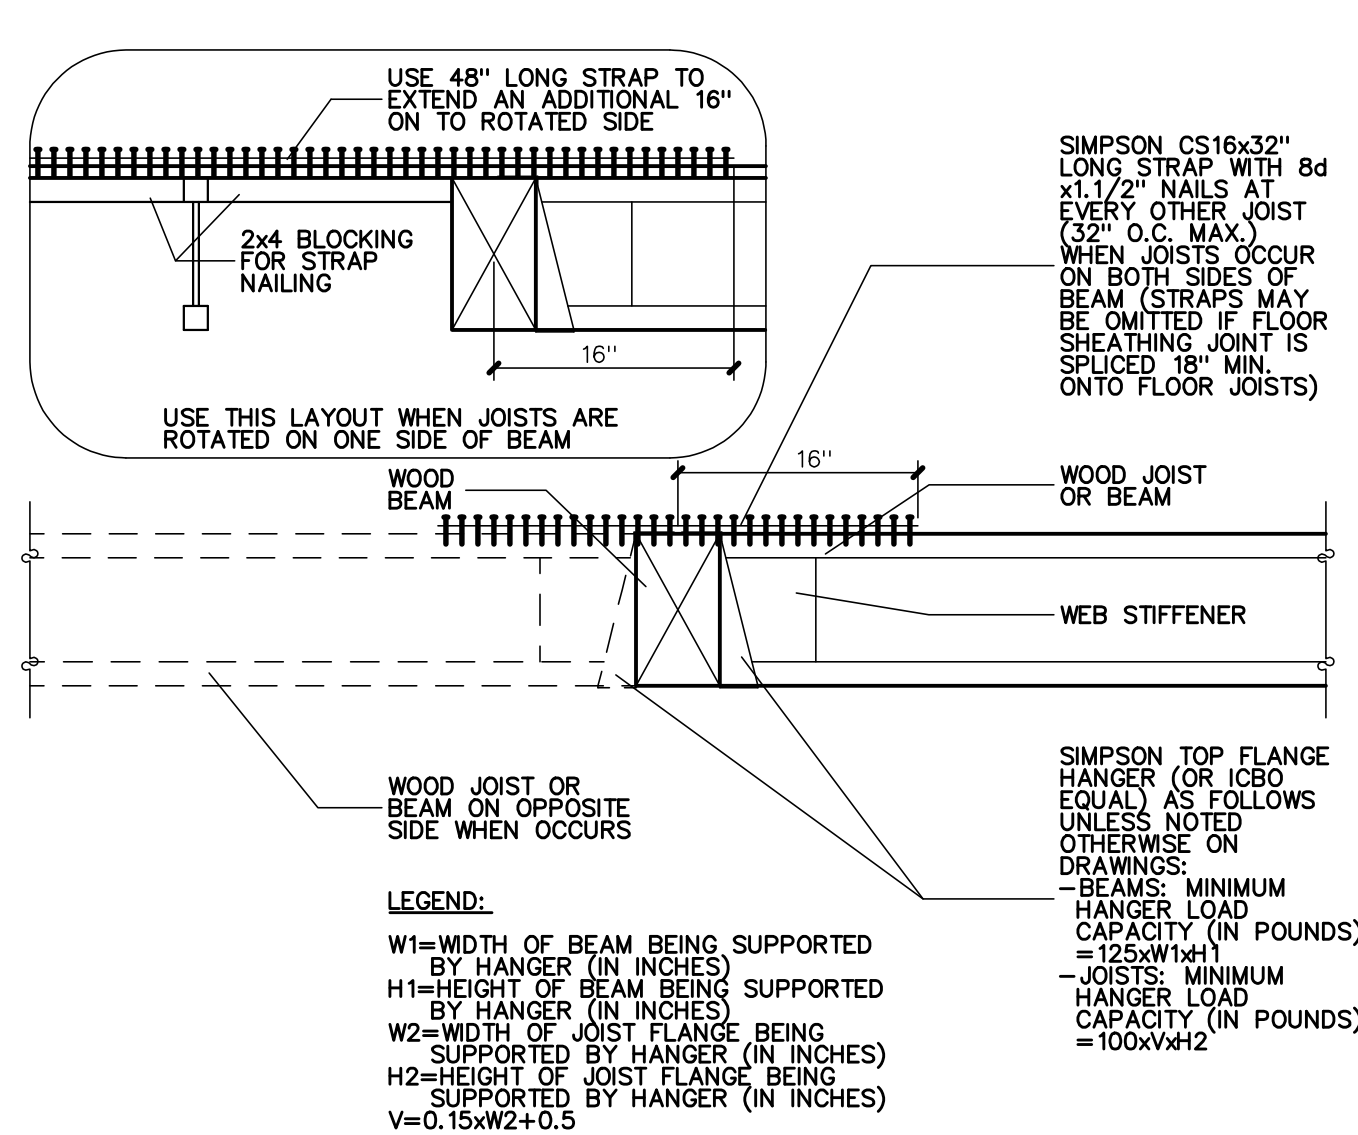 USE 48" LONG STRAP TO
EXTEND AN ADDITIONAL 16"
ON TO ROTATED SIDE
2x4 BLOCKING
FOR STRAP
NAILING
16"
USE THIS LAYOUT WHEN JOISTS ARE
ROTATED ON ONE SIDE OF BEAM
SIMPSON CS16x32"
LONG STRAP WITH 8d
x1.1/2" NAILS AT
EVERY OTHER JOIST
(32" O.C. MAX.)
WHEN JOISTS OCCUR
ON BOTH SIDES OF
BEAM (STRAPS MAY
BE OMITTED IF FLOOR
SHEATHING JOINT IS
SPLICED 18" MIN.
ONTO FLOOR JOISTS)
WOOD
BEAM
16"
WOOD JOIST
OR BEAM
WEB STIFFENER
WOOD JOIST OR
BEAM ON OPPOSITE
SIDE WHEN OCCURS
SIMPSON TOP FLANGE
HANGER (OR ICBO
EQUAL) AS FOLLOWS
UNLESS NOTED
OTHERWISE ON
DRAWINGS:
-BEAMS: MINIMUM
HANGER LOAD
CAPACITY (IN POUNDS)
=125xW1xH1
-JOISTS: MINIMUM
HANGER LOAD
CAPACITY (IN POUNDS)
=100xVxH2
LEGEND:
W1=WIDTH OF BEAM BEING SUPPORTED
BY HANGER (IN INCHES)
H1=HEIGHT OF BEAM BEING SUPPORTED
BY HANGER (IN INCHES)
W2=WIDTH OF JOIST FLANGE BEING
SUPPORTED BY HANGER (IN INCHES)
H2=HEIGHT OF JOIST FLANGE BEING
SUPPORTED BY HANGER (IN INCHES)
V=0.15xW2+0.5